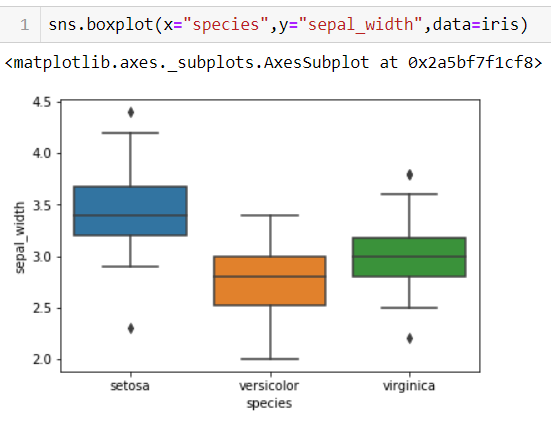 1 sns.boxplot(x="species",y="sepal_width",data=iris)
<matplotlib.axes._subplots.AxesSubplot at 0x2a5bf7f1cf8>
4.5
4.0
3.5
3.0
2.5
2.0
sepal_width
setosa versicolor virginica
species